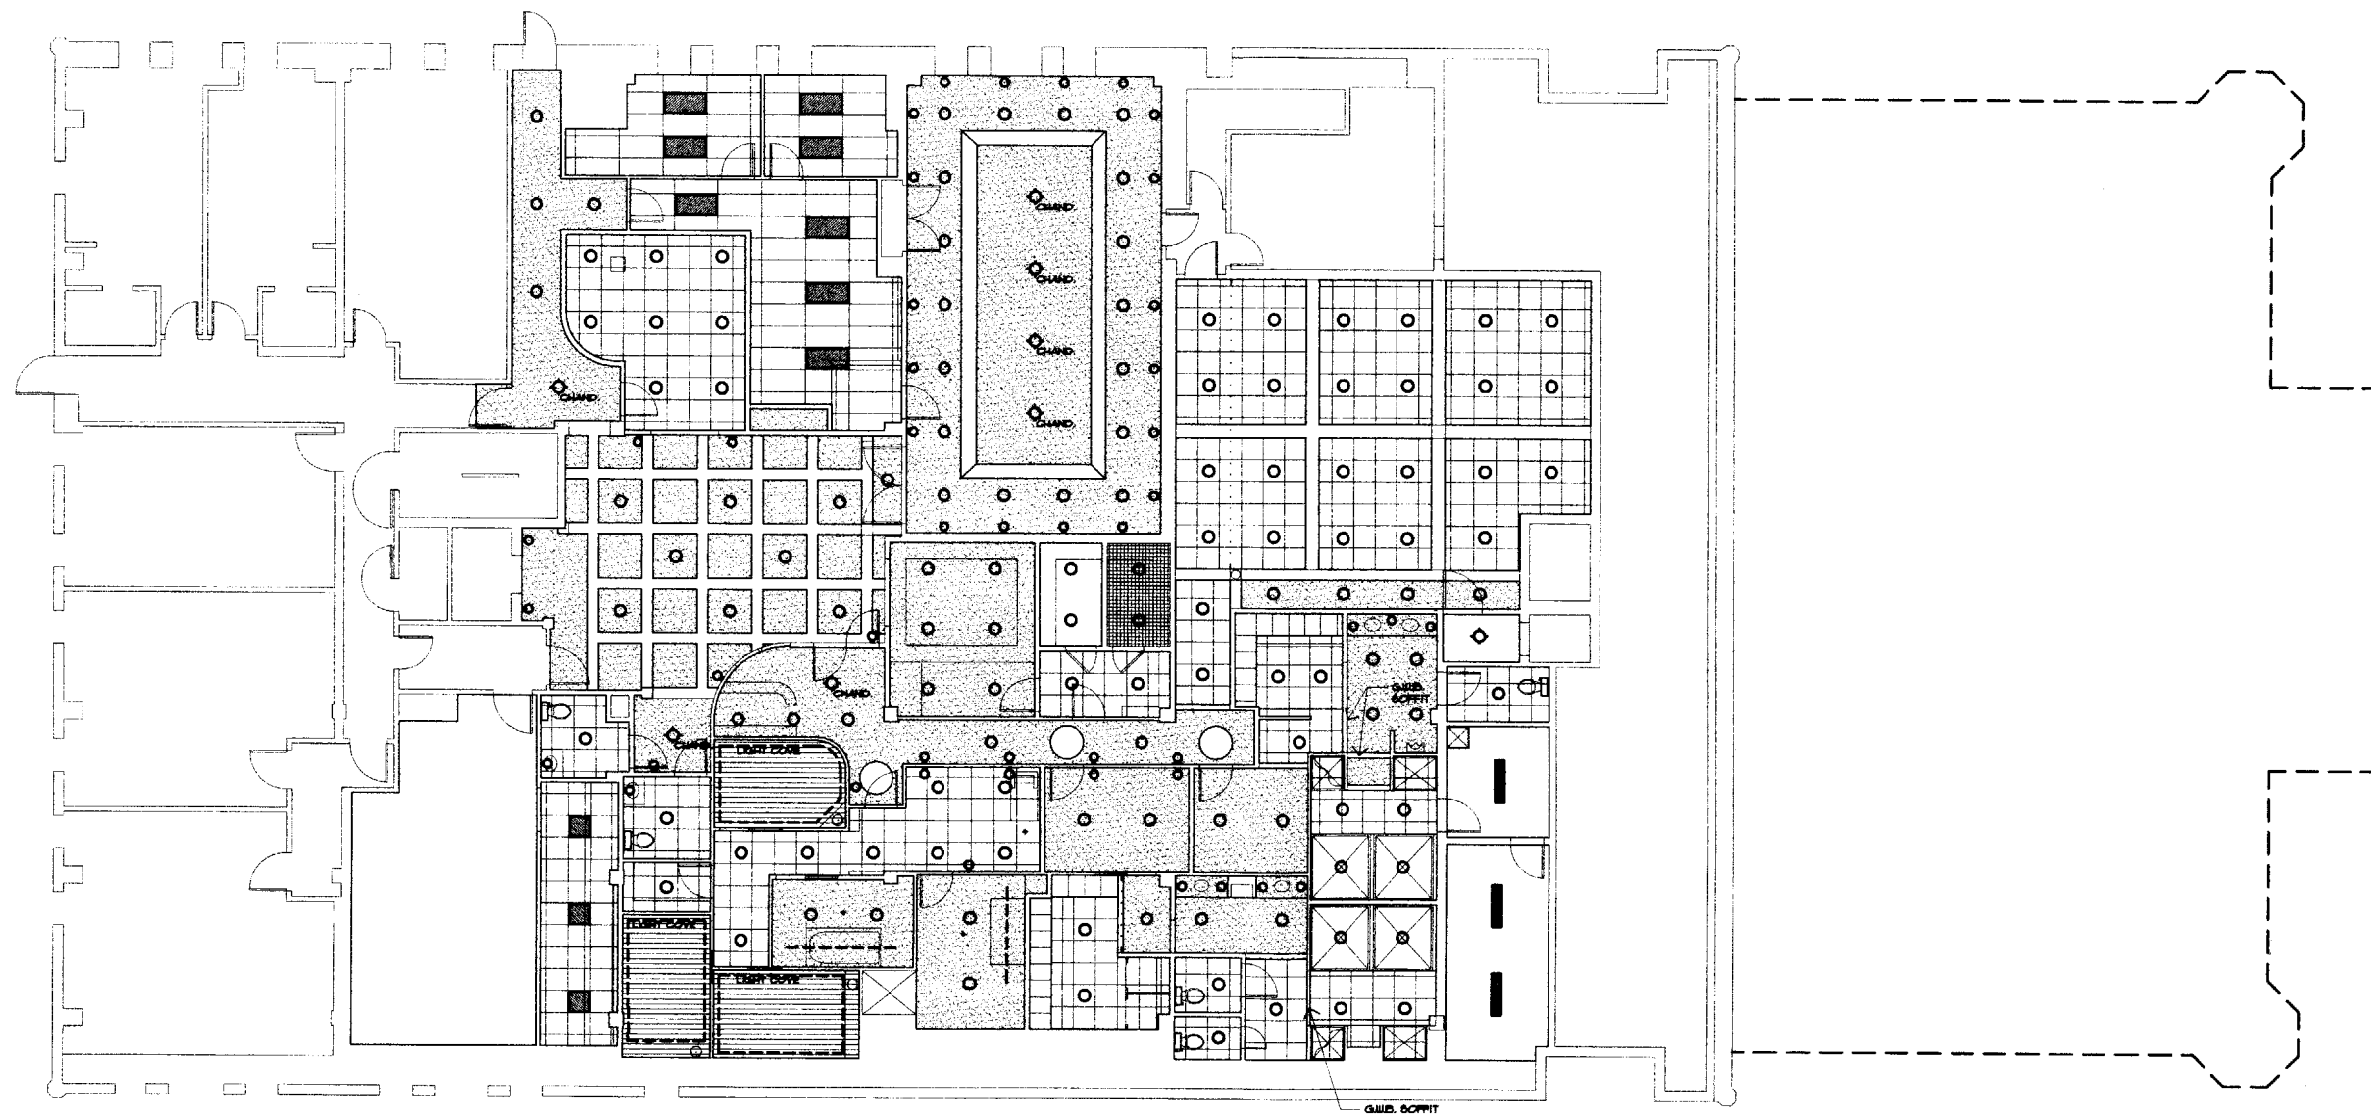 CHAND.
CHAND.
CHAND.
CHAND.
CHAND.
CHAND.
G.W.B.
SOFFIT
CHAND.
LIGHT COVE
LIGHT COVE
LIGHT COVE
G.W.B. SOFFIT